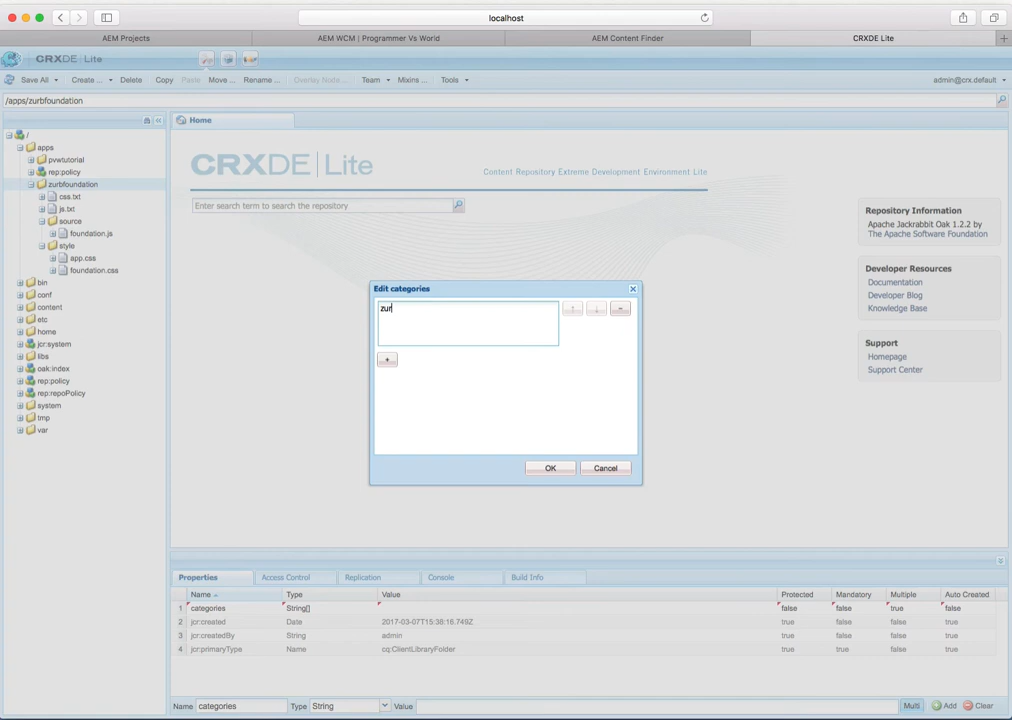 localhost
AEM Projects
AEM WCM | Programmer Vs World
AEM Content Finder
CRXDE Lite
CRXDE | Lite
Save All
Create ...
Delete
Copy
Paste
Move ...
Rename ...
Overlay Node...
Team
Mixins ...
Tools
admin@crx.default
/apps/zurbfoundation
/
apps
pvwtutorial
rep:policy
zurbfoundation
css.txt
js.txt
source
foundation.js
style
app.css
foundation.css
bin
conf
content
etc
home
jcr:system
libs
oak:index
rep:policy
rep:repoPolicy
system
tmp
var
Home
CRXDE | Lite
Content Repository Extreme Development Environment Lite
Enter search term to search the repository
Repository Information
Apache Jackrabbit Oak 1.2.2 by
The Apache Software Foundation
Developer Resources
Documentation
Developer Blog
Knowledge Base
Support
Homepage
Support Center
Edit categories
zur
OK Cancel
Properties Access Control Replication Console Build Info
Name Type Value Protected Mandatory Multiple Auto Created
1 categories String[] false false true false
2 jcr:created Date 2017-03-07T15:38:16.749Z true false false true
3 jcr:createdBy String admin true false false true
4 jcr:primaryType Name cq:ClientLibraryFolder true true false true
Name categories Type String Value Multi Add Clear